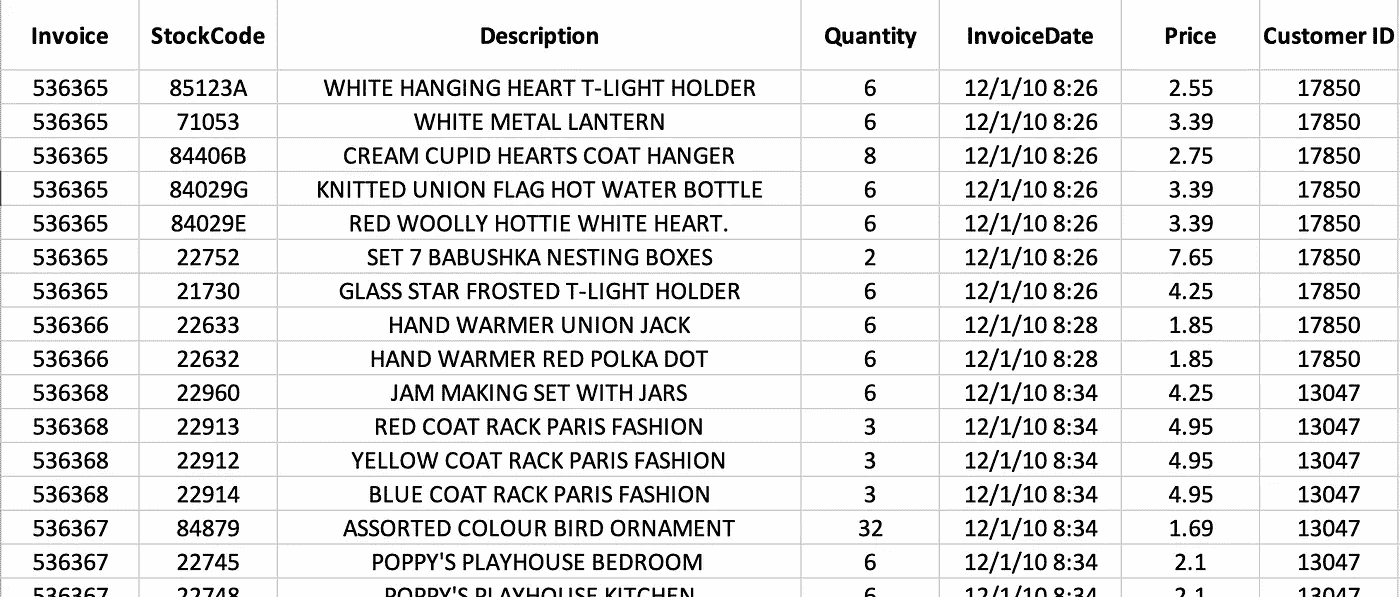 Invoice StockCode Description Quantity InvoiceDate Price Customer ID
536365 85123A WHITE HANGING HEART T-LIGHT HOLDER 6 12/1/10 8:26 2.55 17850
536365 71053 WHITE METAL LANTERN 6 12/1/10 8:26 3.39 17850
536365 84406B CREAM CUPID HEARTS COAT HANGER 8 12/1/10 8:26 2.75 17850
536365 84029G KNITTED UNION FLAG HOT WATER BOTTLE 6 12/1/10 8:26 3.39 17850
536365 84029E RED WOOLLY HOTTIE WHITE HEART. 6 12/1/10 8:26 3.39 17850
536365 22752 SET 7 BABUSHKA NESTING BOXES 2 12/1/10 8:26 7.65 17850
536365 21730 GLASS STAR FROSTED T-LIGHT HOLDER 6 12/1/10 8:26 4.25 17850
536366 22633 HAND WARMER UNION JACK 6 12/1/10 8:28 1.85 17850
536366 22632 HAND WARMER RED POLKA DOT 6 12/1/10 8:28 1.85 17850
536368 22960 JAM MAKING SET WITH JARS 6 12/1/10 8:34 4.25 13047
536368 22913 RED COAT RACK PARIS FASHION 3 12/1/10 8:34 4.95 13047
536368 22912 YELLOW COAT RACK PARIS FASHION 3 12/1/10 8:34 4.95 13047
536368 22914 BLUE COAT RACK PARIS FASHION 3 12/1/10 8:34 4.95 13047
536367 84879 ASSORTED COLOUR BIRD ORNAMENT 32 12/1/10 8:34 1.69 13047
536367 22745 POPPY'S PLAYHOUSE BEDROOM 6 12/1/10 8:34 2.1 13047
536367 22748 POPPY'S PLAYHOUSE KITCHEN 6 12/1/10 8:34 2.1 13047